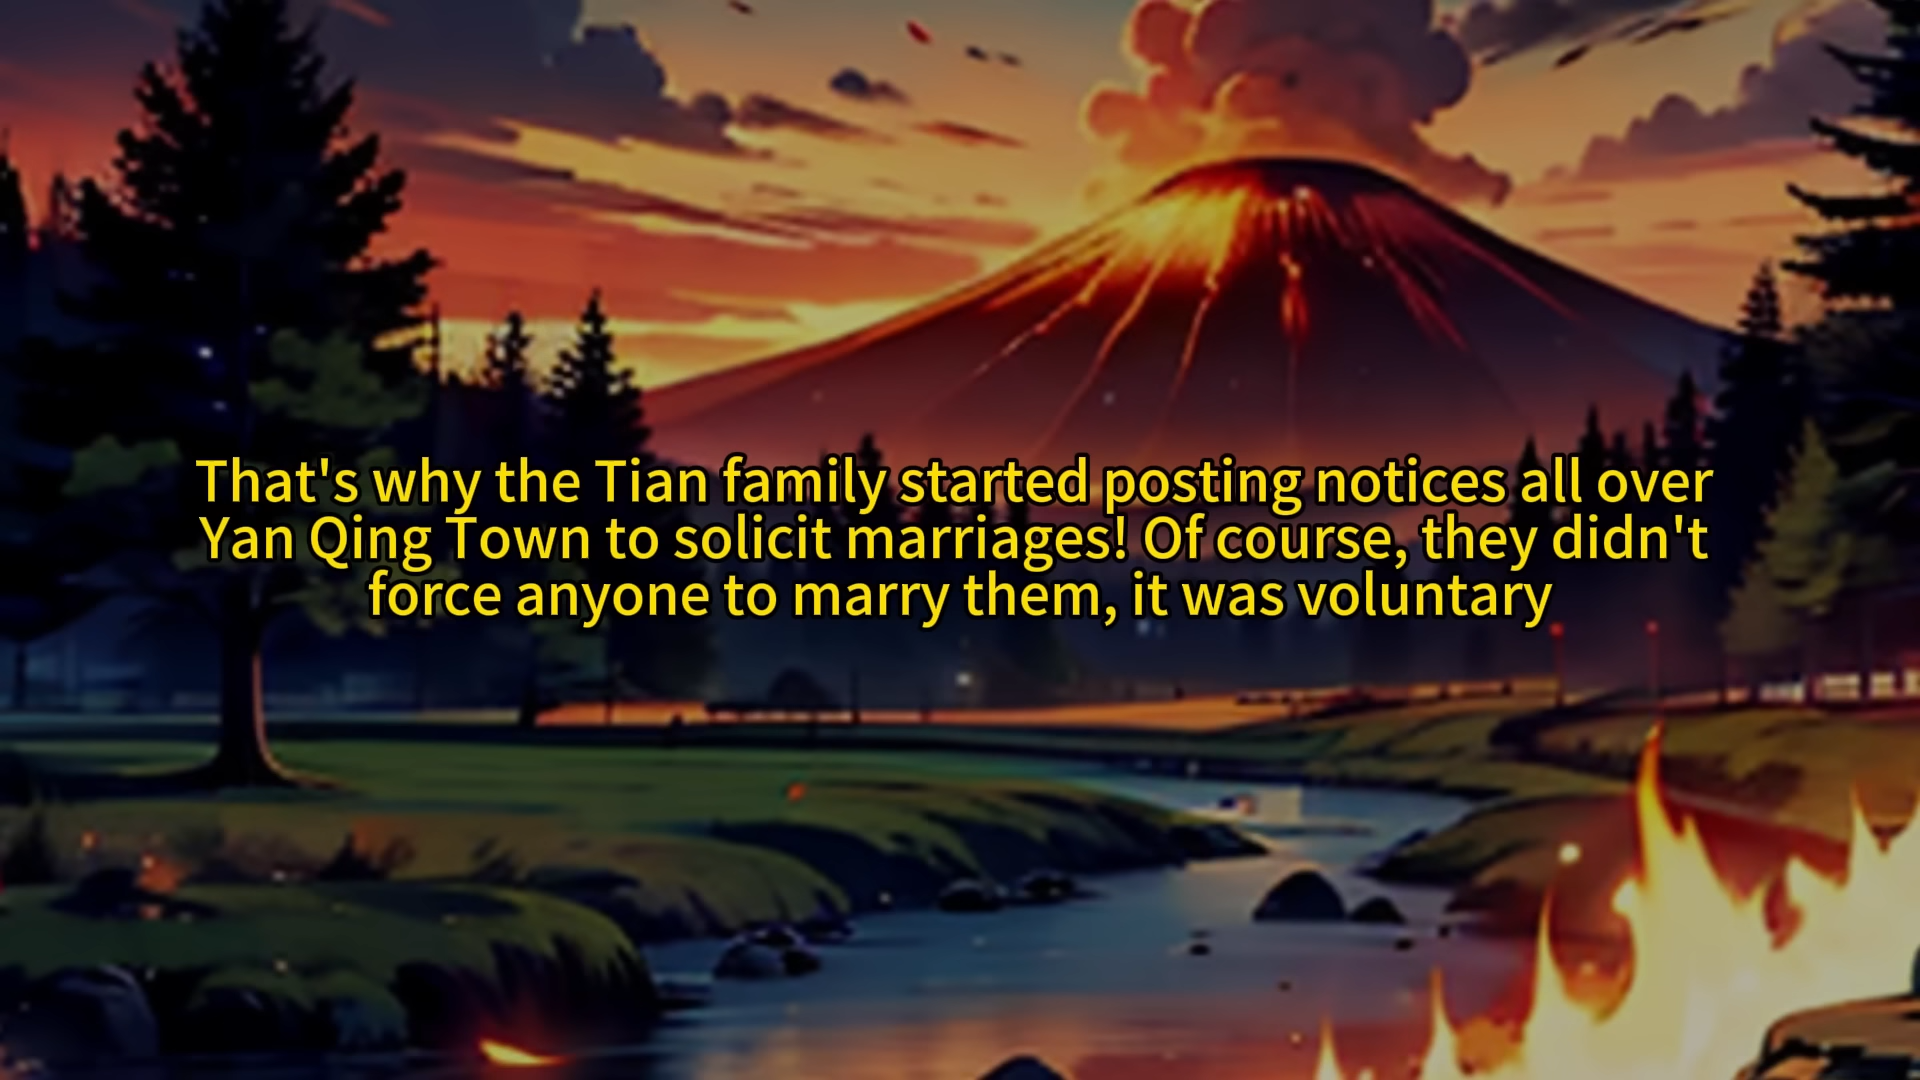 That's why the Tian family started posting notices all over
Yan Qing Town to solicit marriages! Of course, they didn't
force anyone to marry them, it was voluntary